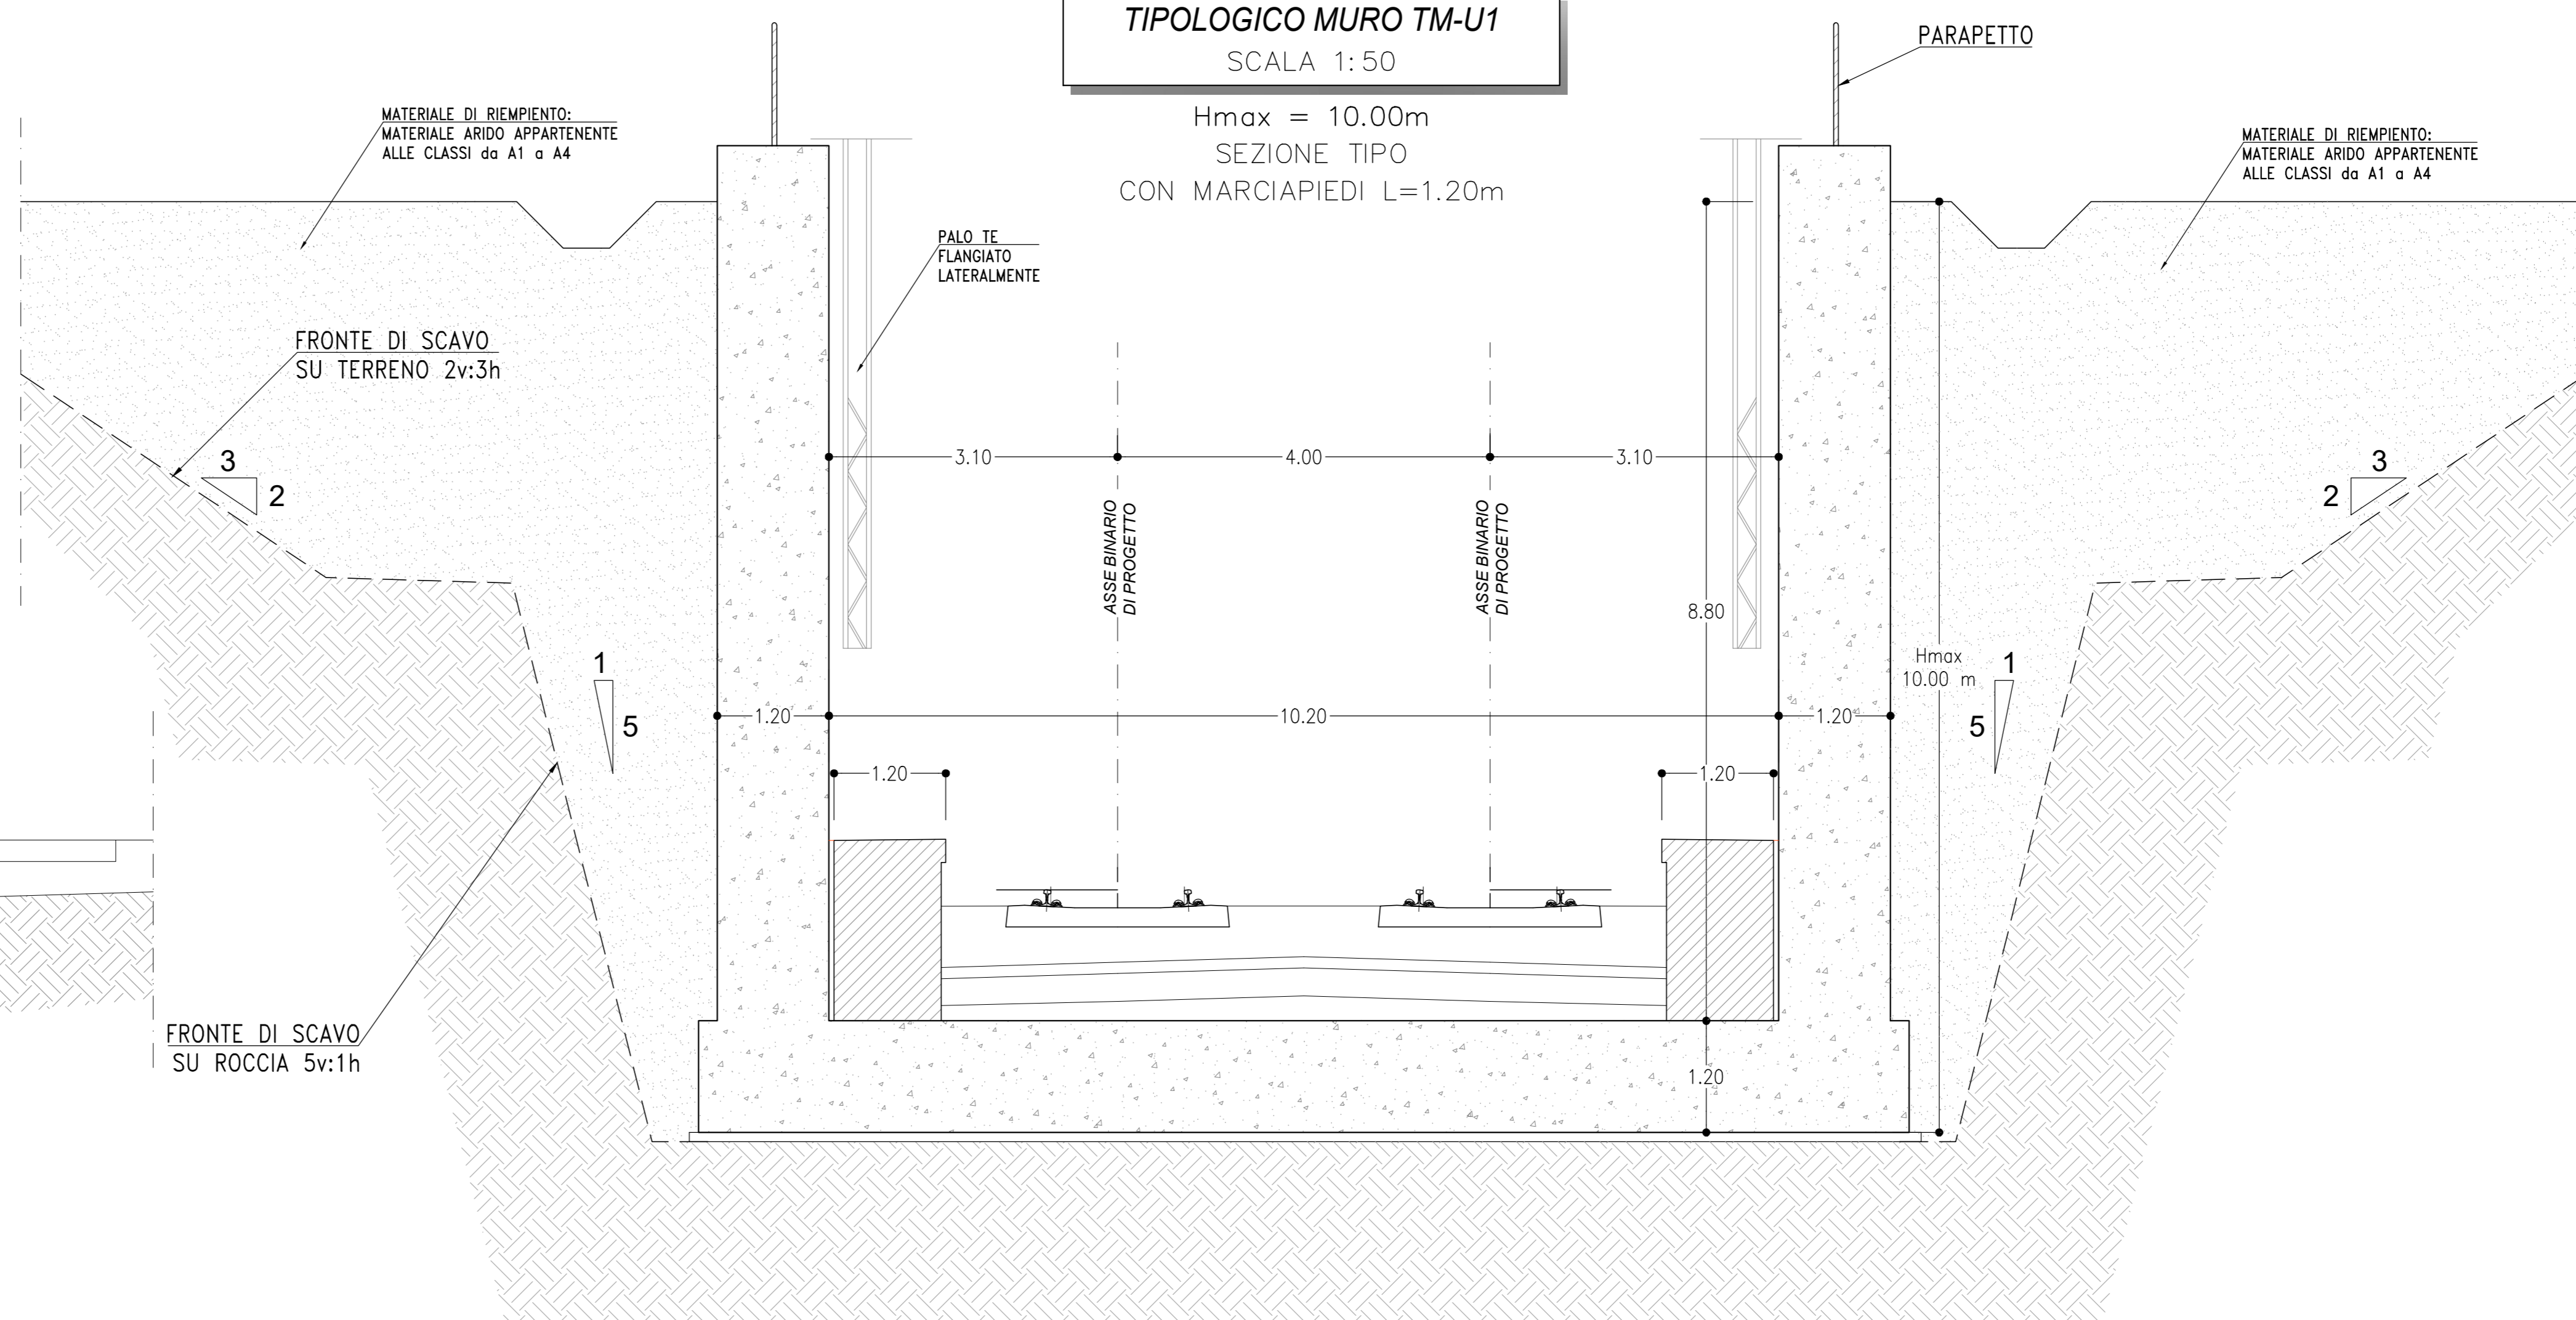 TIPOLOGICO MURO TM-U1
SCALA 1:50
Hmax = 10.00m
SEZIONE TIPO
CON MARCIAPIEDI L=1.20m
PARAPETTO
MATERIALE DI RIEMPIENTO:
MATERIALE ARIDO APPARTENENTE
ALLE CLASSI da A1 a A4
MATERIALE DI RIEMPIENTO:
MATERIALE ARIDO APPARTENENTE
ALLE CLASSI da A1 a A4
PALO TE
FLANGIATO
LATERALMENTE
FRONTE DI SCAVO
SU TERRENO 2v:3h
3
2
3
2
3.10
4.00
3.10
ASSE BINARIO
DI PROGETTO
ASSE BINARIO
DI PROGETTO
8.80
Hmax
10.00 m
1
5
1
5
1.20
10.20
1.20
1.20
1.20
FRONTE DI SCAVO
SU ROCCIA 5v:1h
1.20